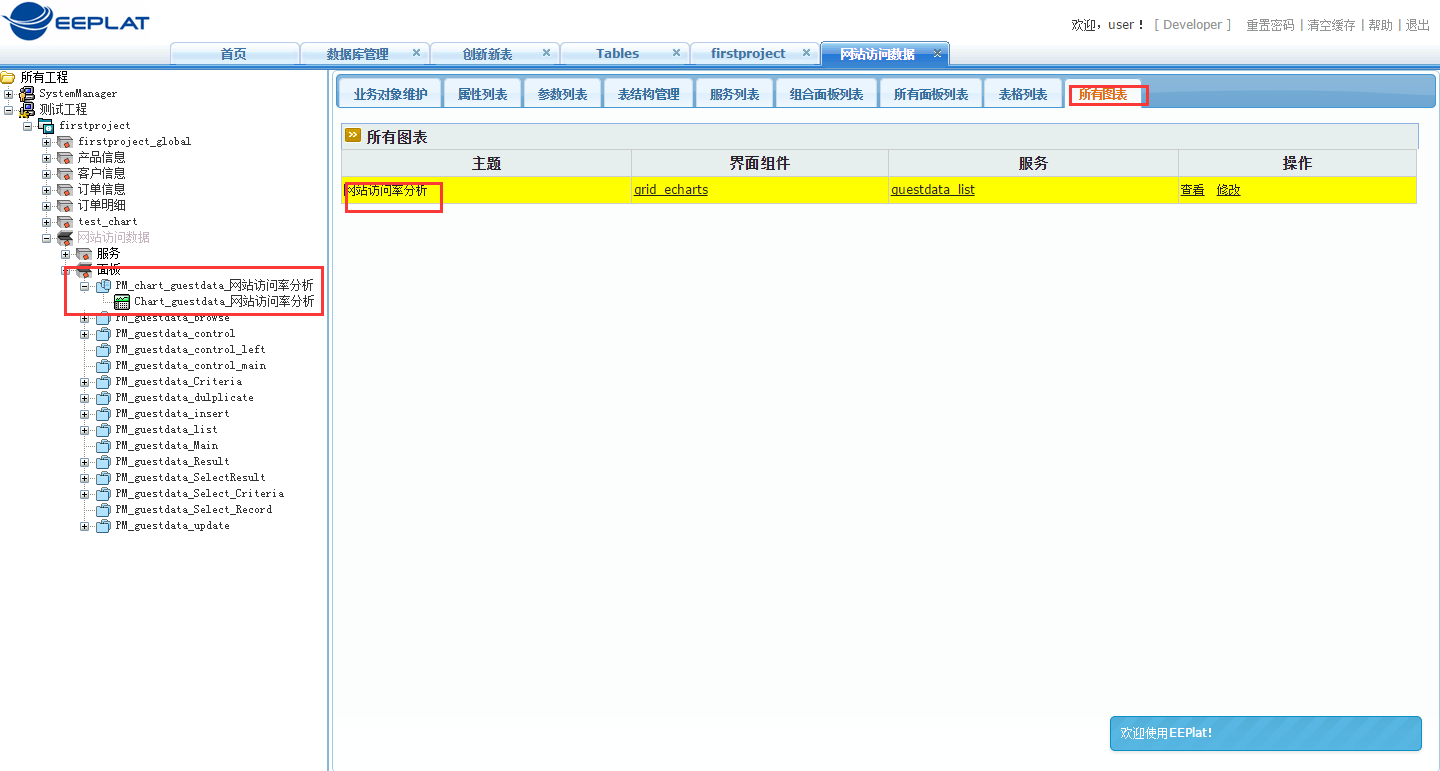 EEPLAT
欢迎，user！ [ Developer ] 重置密码 | 清空缓存 | 帮助 | 退出
首页 数据库管理 创新新表 Tables firstproject 网站访问数据
所有工程
SystemManager
测试工程
firstproject
firstproject_global
产品信息
客户信息
订单信息
订单明细
test_chart
网站访问数据
服务
面板
PM_chart_guestdata_网站访问率分析
Chart_guestdata_网站访问率分析
PM_guestdata_browse
PM_guestdata_control
PM_guestdata_control_left
PM_guestdata_control_main
PM_guestdata_Criteria
PM_guestdata_dulplicate
PM_guestdata_insert
PM_guestdata_list
PM_guestdata_Main
PM_guestdata_Result
PM_guestdata_SelectResult
PM_guestdata_Select_Criteria
PM_guestdata_Select_Record
PM_guestdata_update
业务对象维护 属性列表 参数列表 表结构管理 服务列表 组合面板列表 所有面板列表 表格列表 所有图表
所有图表
主题 界面组件 服务 操作
网站访问率分析 grid_echarts guestdata_list 查看 修改
欢迎使用EEPlat!